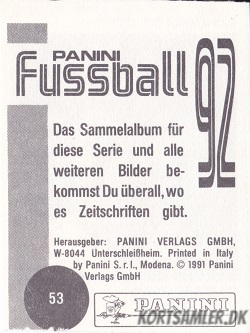 PANINI
Fussball
92
Das Sammelalbum für
diese Serie und alle
weiteren Bilder be-
kommst Du überall, wo
es Zeitschriften gibt.
Herausgeber: PANINI VERLAGS GMBH,
W-8044 Unterschleißheim. Printed in Italy
by Panini S.r.l., Modena. © 1991 Panini
Verlags GmbH
53
PANINI
KORTSAMLER.DK